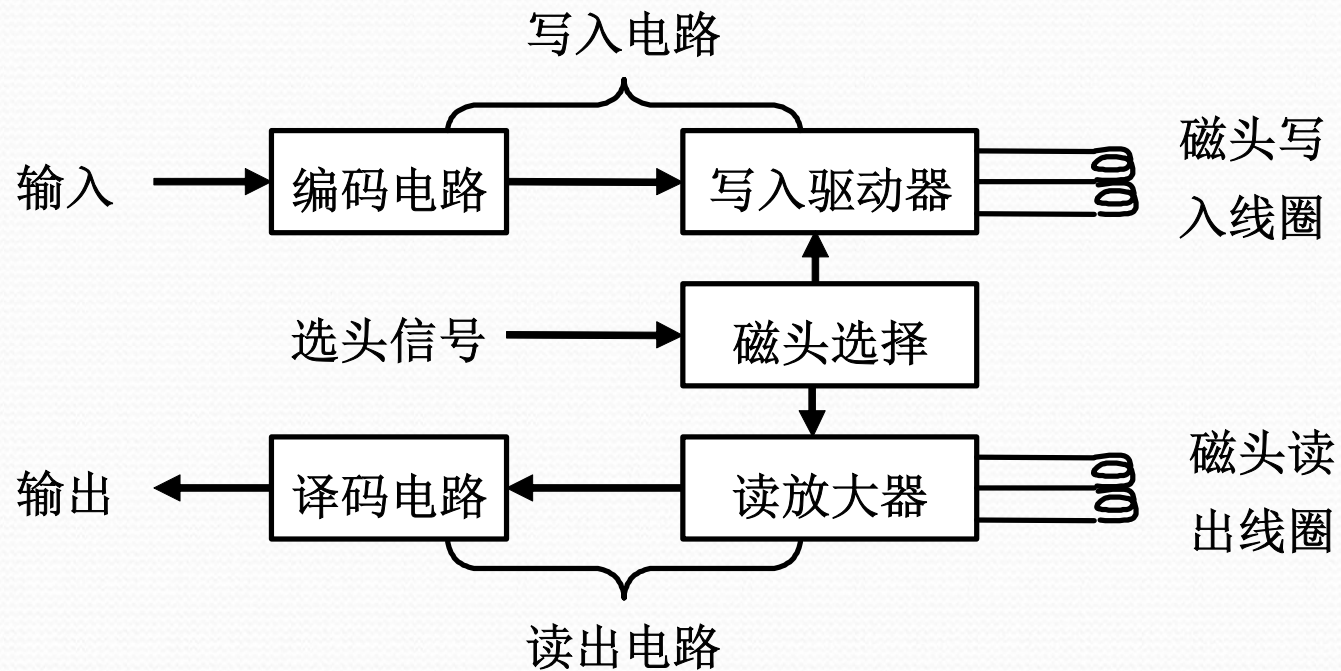 写入电路
输入
编码电路
写入驱动器
磁头写
入线圈
选头信号
磁头选择
输出
译码电路
读放大器
磁头读
出线圈
读出电路